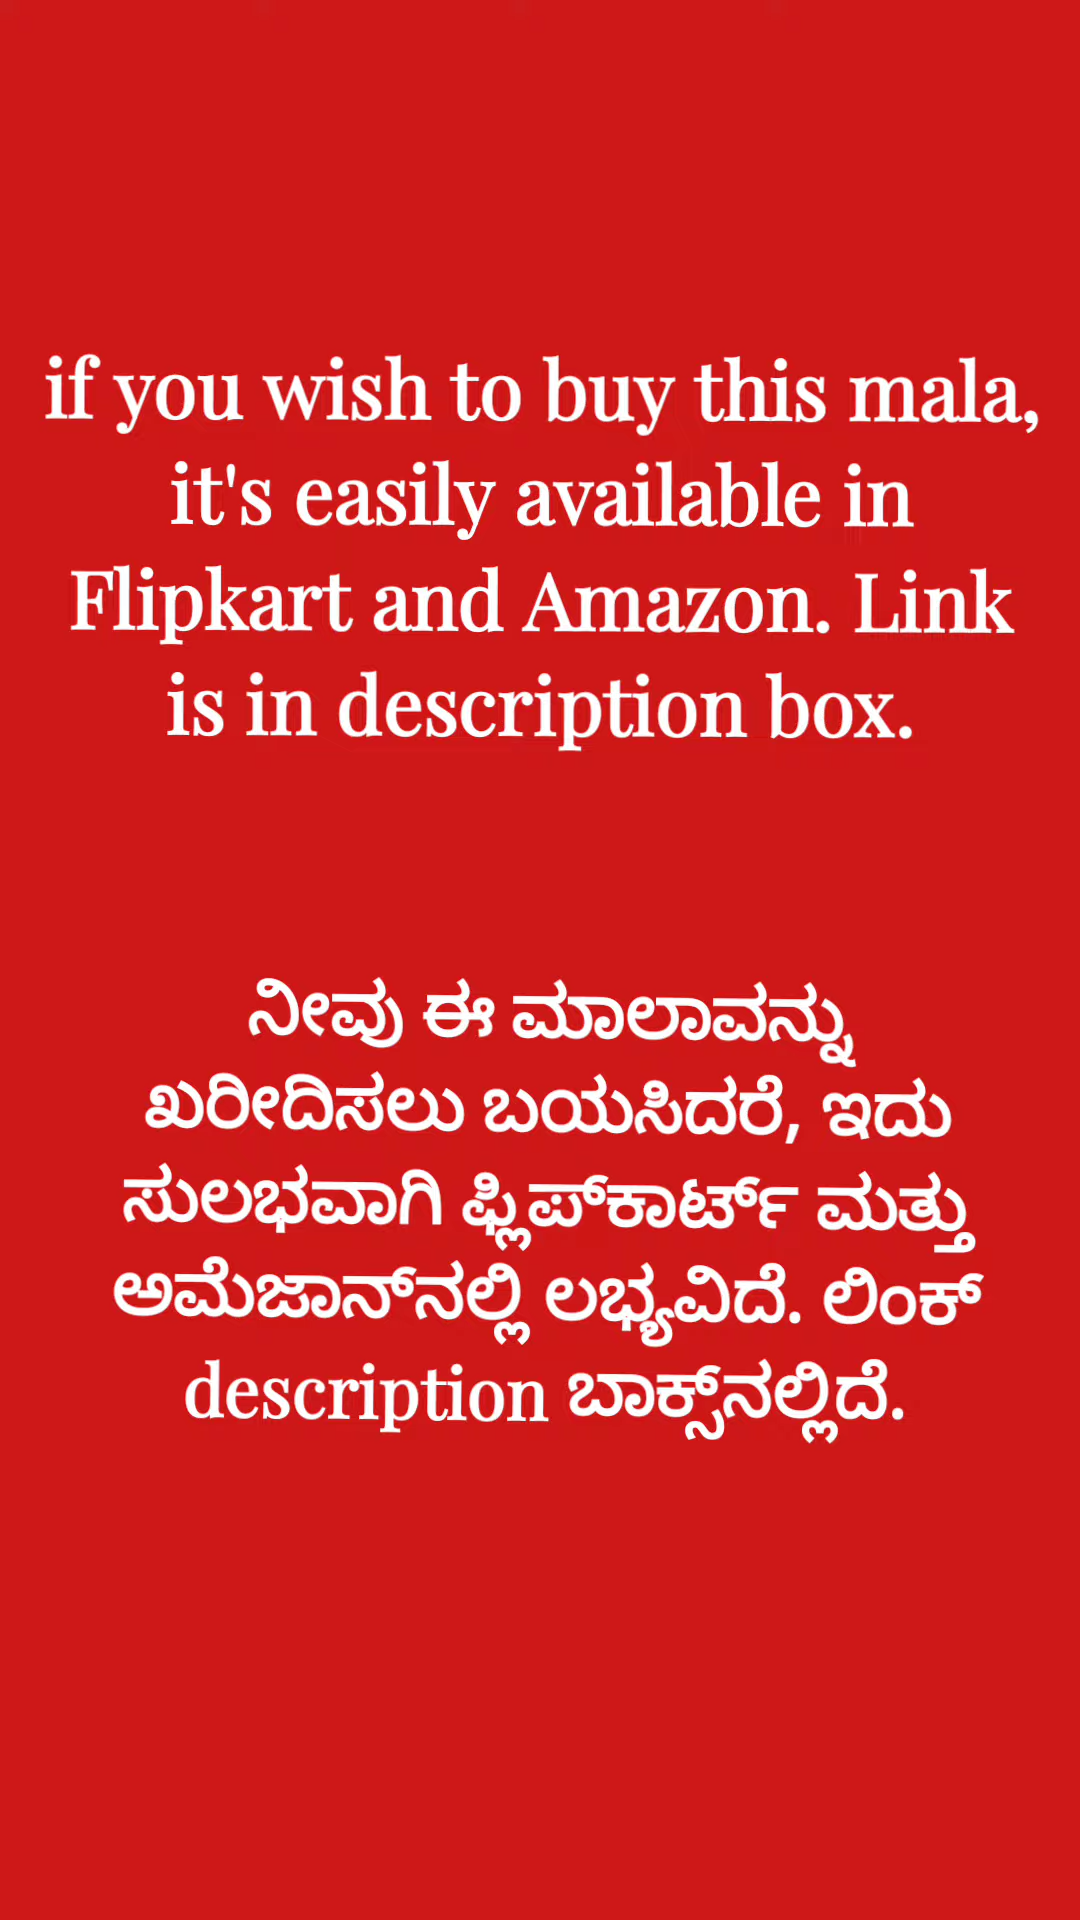 if you wish to buy this mala,
it's easily available in
Flipkart and Amazon. Link
is in description box.
ನೀವು ಈ ಮಾಲಾವನ್ನು
ಖರೀದಿಸಲು ಬಯಸಿದರೆ, ಇದು
ಸುಲಭವಾಗಿ ಫ್ಲಿಪ್‌ಕಾರ್ಟ್ ಮತ್ತು
ಅಮೆಜಾನ್‌ನಲ್ಲಿ ಲಭ್ಯವಿದೆ. ಲಿಂಕ್
description ಬಾಕ್ಸ್‌ನಲ್ಲಿದೆ.